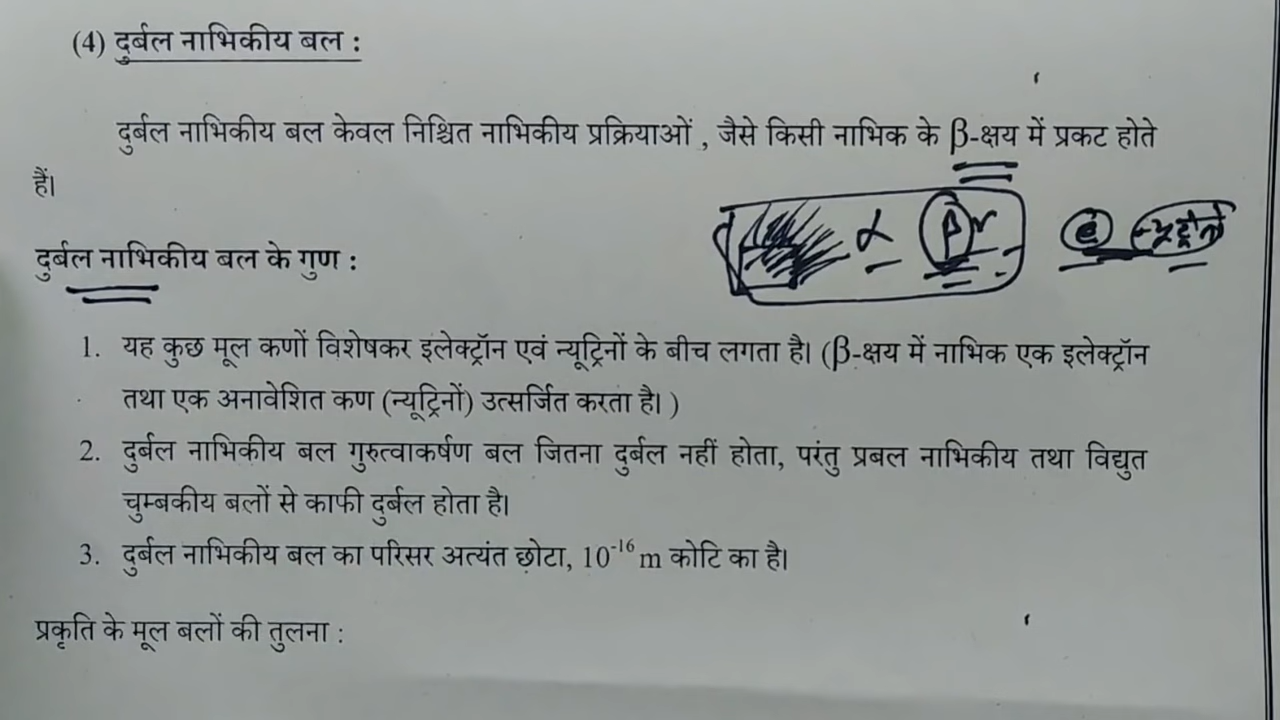 (4) दुर्बल नाभिकीय बल :
दुर्बल नाभिकीय बल केवल निश्चित नाभिकीय प्रक्रियाओं , जैसे किसी नाभिक के β-क्षय में प्रकट होते
हैं।
α β γ e न्यूट्रीनो
दुर्बल नाभिकीय बल के गुण :
1. यह कुछ मूल कणों विशेषकर इलेक्ट्रॉन एवं न्यूट्रिनों के बीच लगता है। (β-क्षय में नाभिक एक इलेक्ट्रॉन
तथा एक अनावेशित कण (न्यूट्रिनों) उत्सर्जित करता है। )
2. दुर्बल नाभिकीय बल गुरुत्वाकर्षण बल जितना दुर्बल नहीं होता, परंतु प्रबल नाभिकीय तथा विद्युत
चुम्बकीय बलों से काफी दुर्बल होता है।
3. दुर्बल नाभिकीय बल का परिसर अत्यंत छोटा, 10⁻¹⁶ m कोटि का है।
प्रकृति के मूल बलों की तुलना :